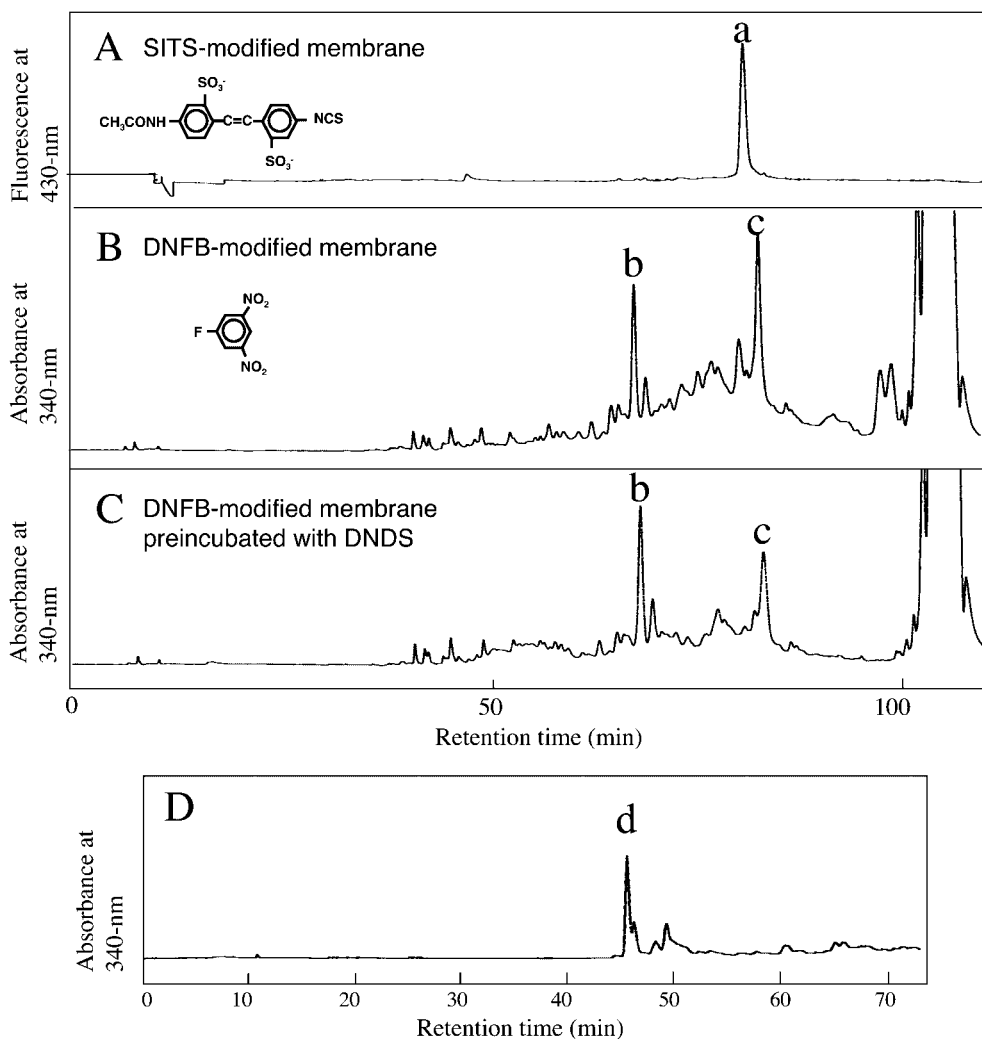 A SITS-modified membrane
a
SO₃⁻
CH₃CONH
C=C
NCS
SO₃⁻
Fluorescence at
430-nm
B DNFB-modified membrane
b
c
NO₂
F
NO₂
Absorbance at
340-nm
C DNFB-modified membrane
preincubated with DNDS
b
c
Absorbance at
340-nm
0 50 100
Retention time (min)
D
d
Absorbance at
340-nm
0 10 20 30 40 50 60 70
Retention time (min)